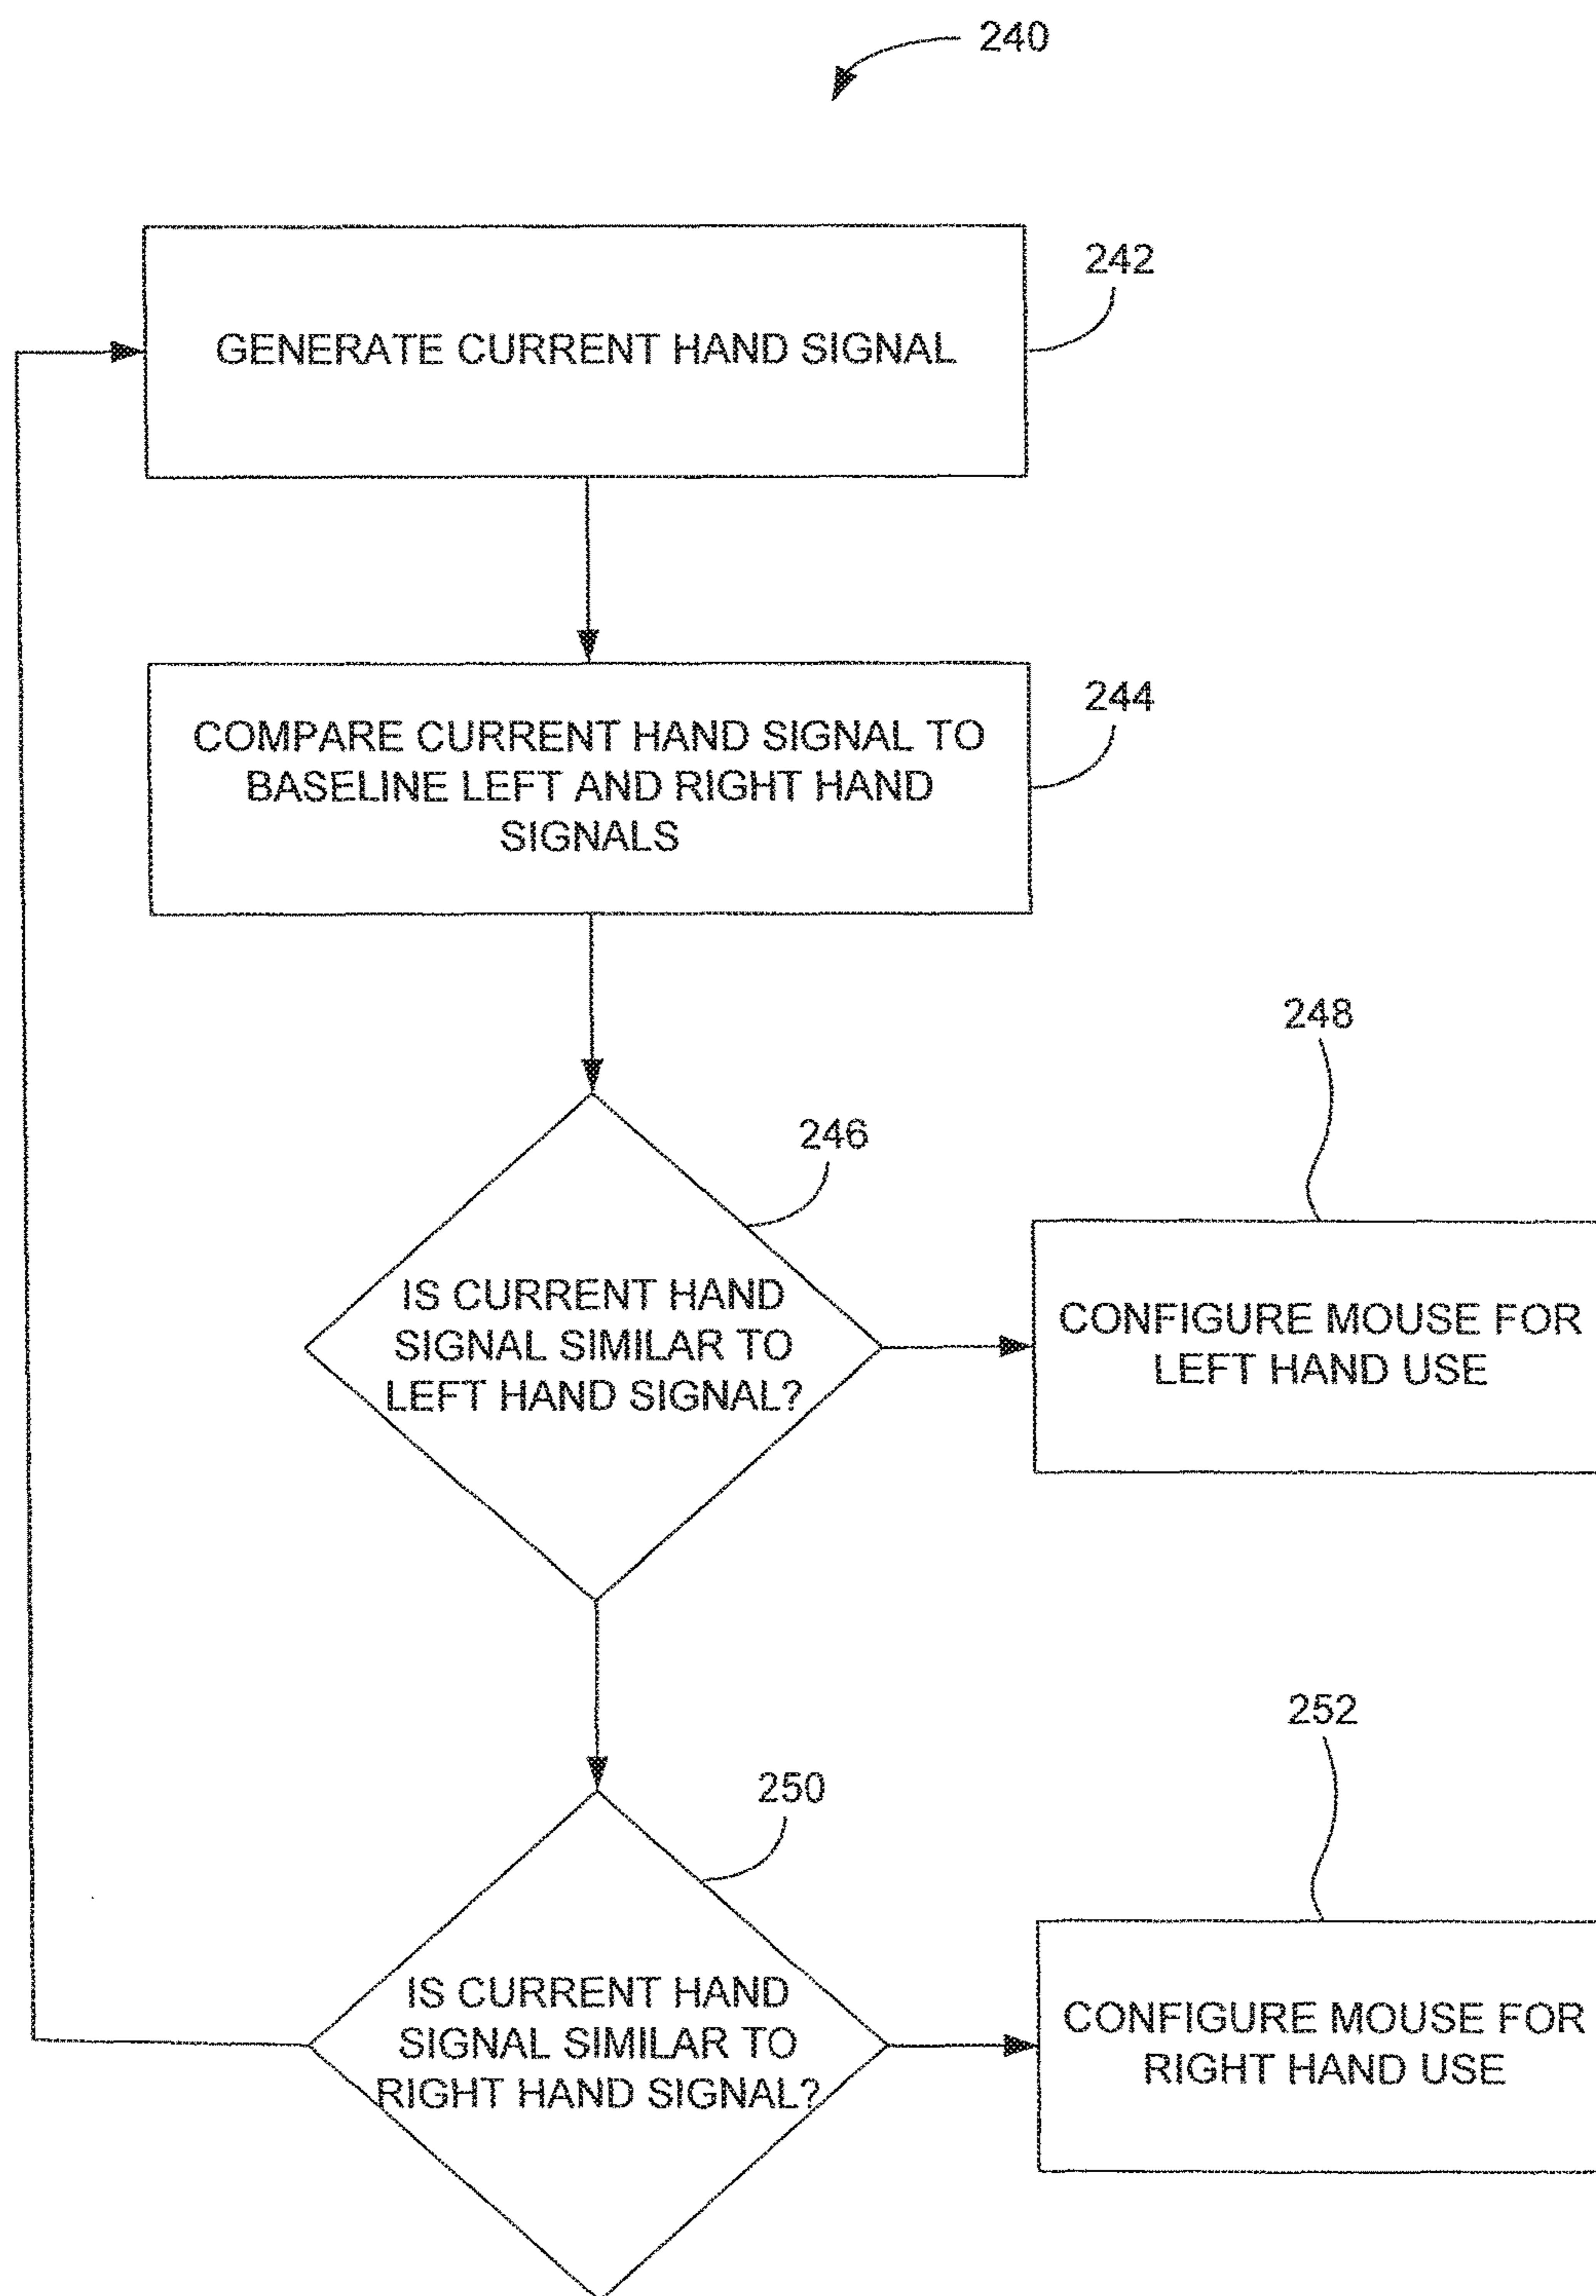 240
242
GENERATE CURRENT HAND SIGNAL
244
COMPARE CURRENT HAND SIGNAL TO
BASELINE LEFT AND RIGHT HAND
SIGNALS
248
246
IS CURRENT HAND
SIGNAL SIMILAR TO
LEFT HAND SIGNAL?
CONFIGURE MOUSE FOR
LEFT HAND USE
252
250
IS CURRENT HAND
SIGNAL SIMILAR TO
RIGHT HAND SIGNAL?
CONFIGURE MOUSE FOR
RIGHT HAND USE